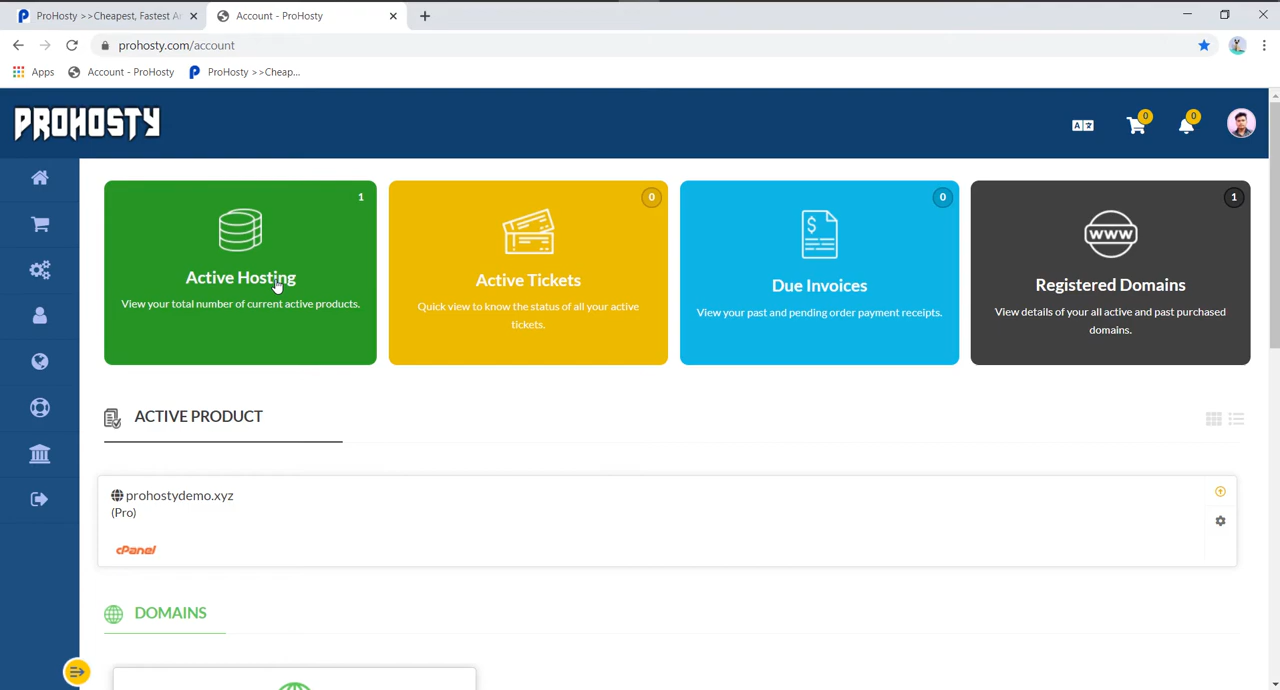 ProHosty >>Cheapest, Fastest A
Account - ProHosty
prohosty.com/account
Apps
Account - ProHosty
ProHosty >>Cheap...
PROHOSTY
0
0
1
Active Hosting
View your total number of current active products.
0
Active Tickets
Quick view to know the status of all your active
tickets.
0
$
Due Invoices
View your past and pending order payment receipts.
1
WWW
Registered Domains
View details of your all active and past purchased
domains.
ACTIVE PRODUCT
prohostydemo.xyz
(Pro)
cPanel
DOMAINS